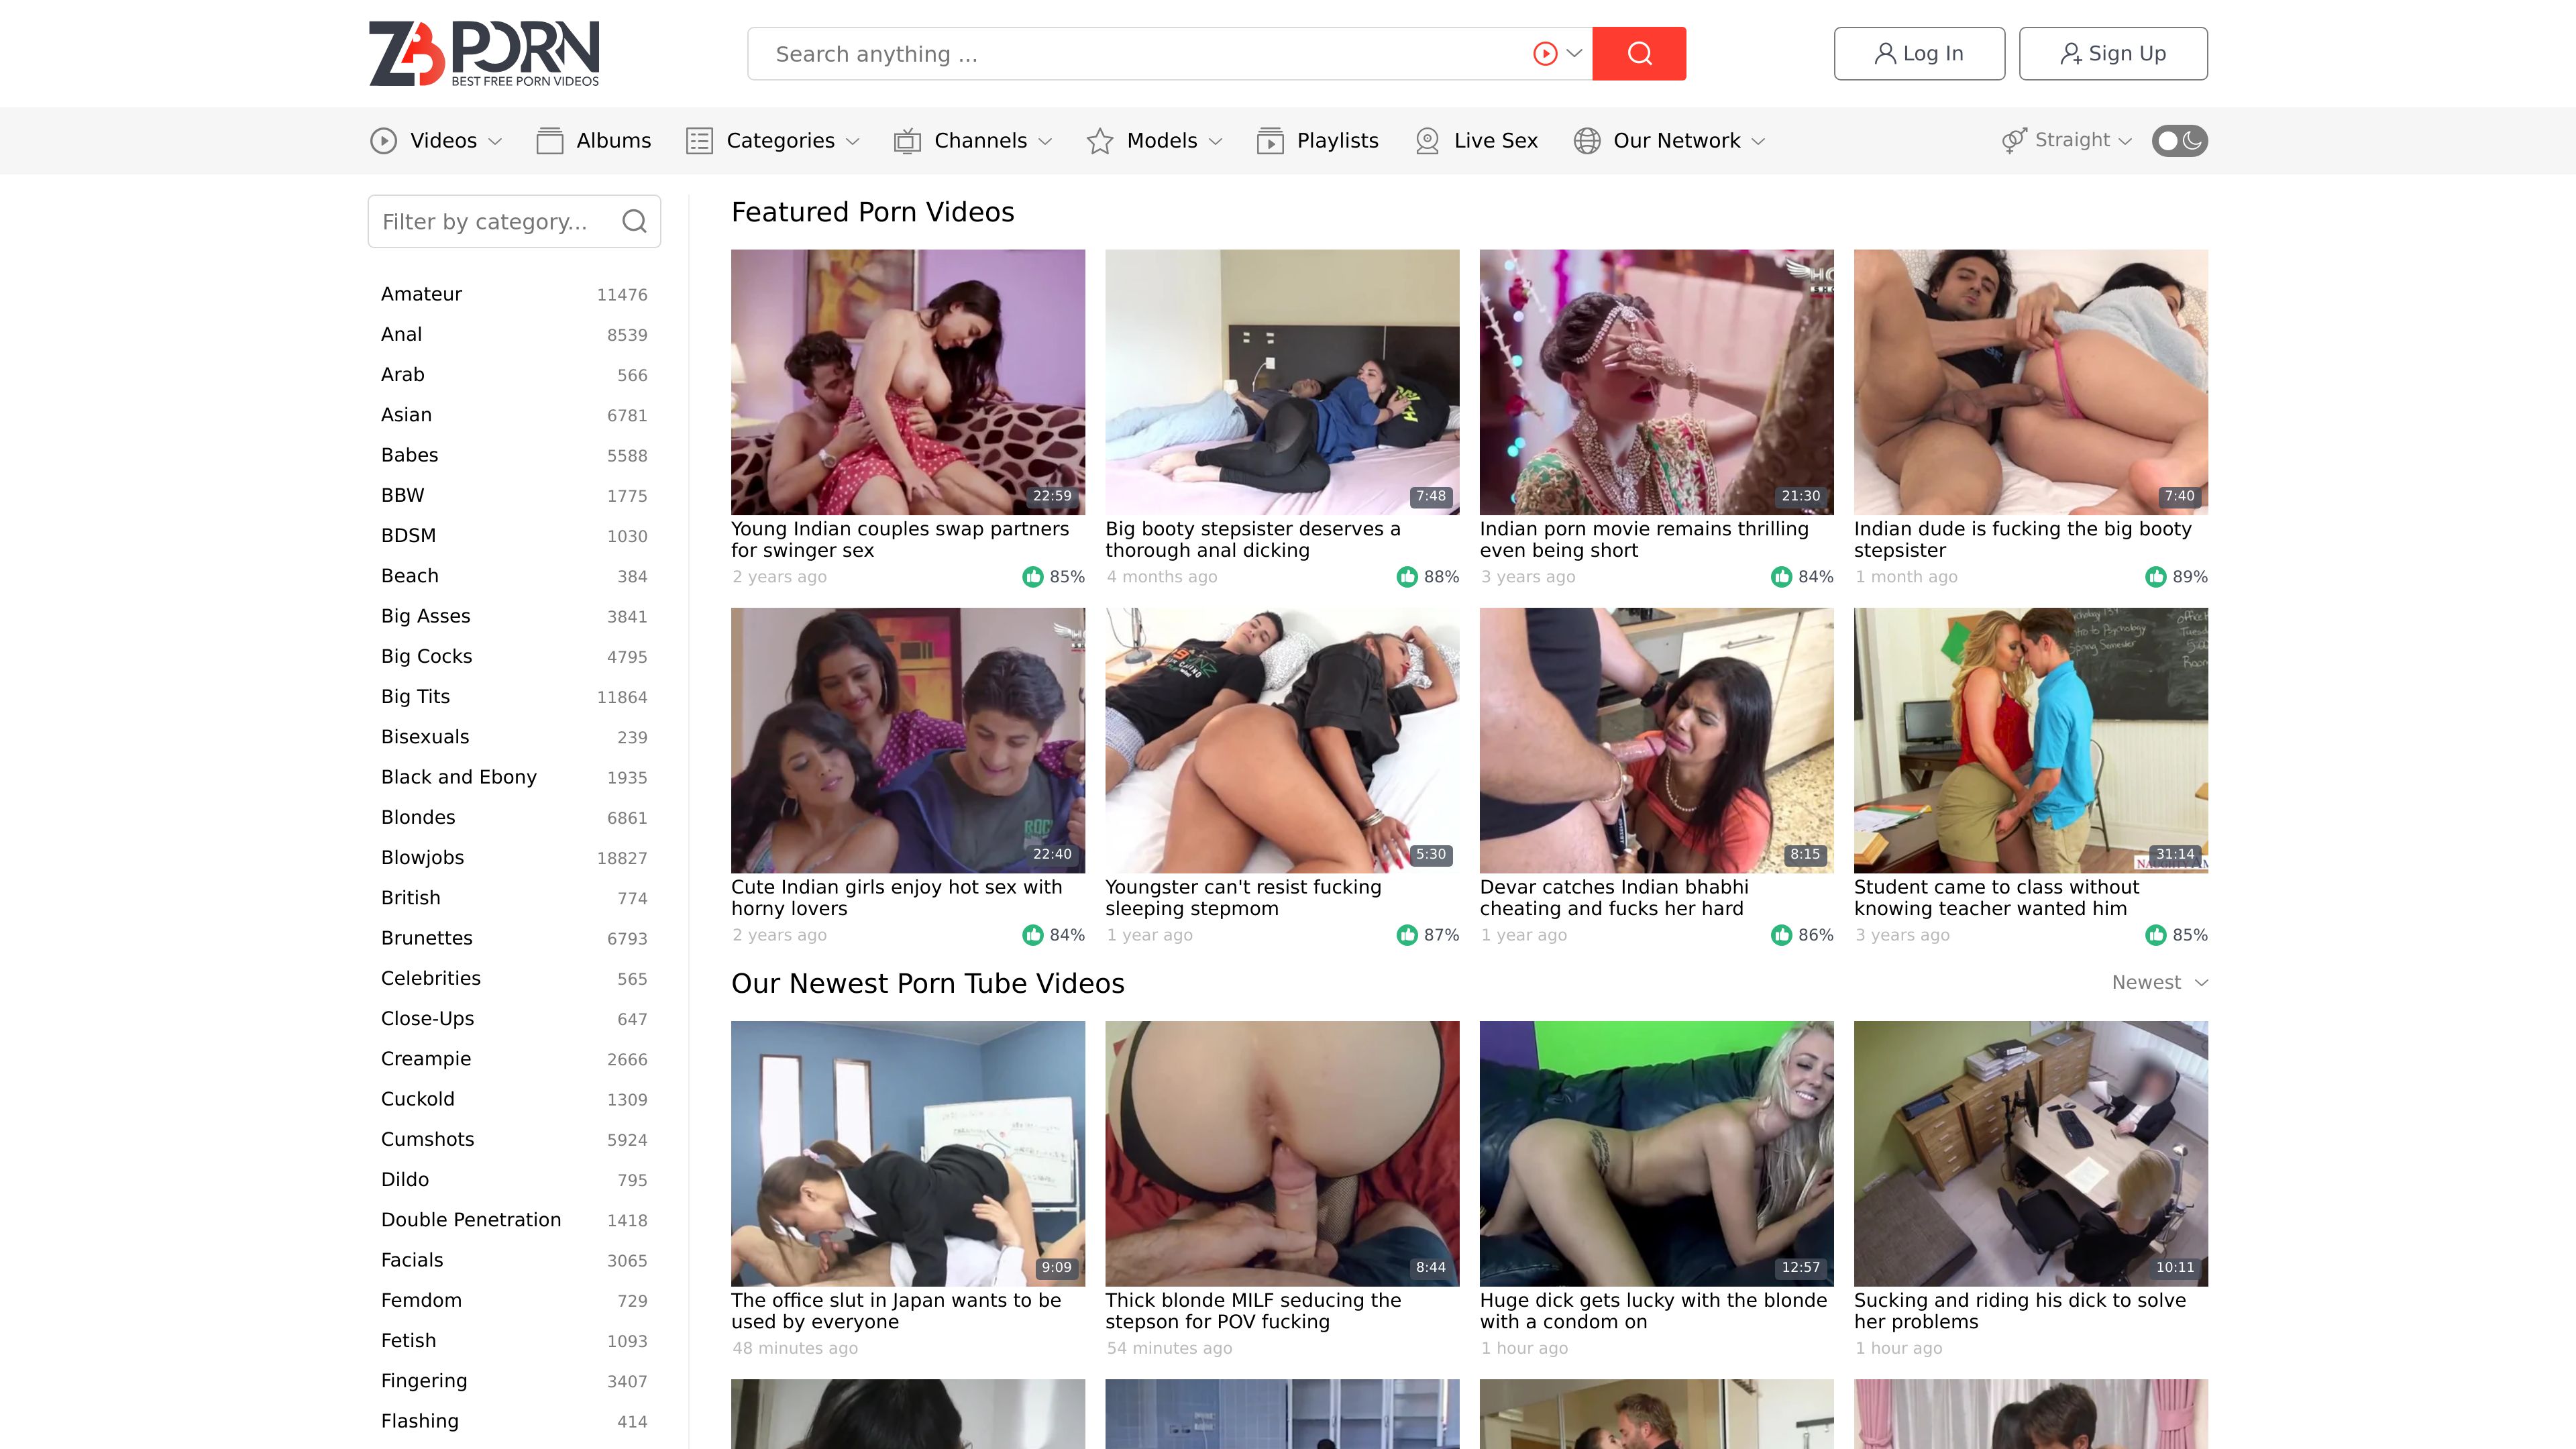 ZB PORN
BEST FREE PORN VIDEOS
Search anything ...
Log In
Sign Up
Videos
Albums
Categories
Channels
Models
Playlists
Live Sex
Our Network
Straight
Filter by category...
Amateur 11476
Anal 8539
Arab 566
Asian 6781
Babes 5588
BBW 1775
BDSM 1030
Beach 384
Big Asses 3841
Big Cocks 4795
Big Tits 11864
Bisexuals 239
Black and Ebony 1935
Blondes 6861
Blowjobs 18827
British 774
Brunettes 6793
Celebrities 565
Close-Ups 647
Creampie 2666
Cuckold 1309
Cumshots 5924
Dildo 795
Double Penetration 1418
Facials 3065
Femdom 729
Fetish 1093
Fingering 3407
Flashing 414
Featured Porn Videos
22:59
Young Indian couples swap partners
for swinger sex
2 years ago 85%
7:48
Big booty stepsister deserves a
thorough anal dicking
4 months ago 88%
21:30
Indian porn movie remains thrilling
even being short
3 years ago 84%
7:40
Indian dude is fucking the big booty
stepsister
1 month ago 89%
22:40
Cute Indian girls enjoy hot sex with
horny lovers
2 years ago 84%
5:30
Youngster can't resist fucking
sleeping stepmom
1 year ago 87%
8:15
Devar catches Indian bhabhi
cheating and fucks her hard
1 year ago 86%
to Psychology
Spring Semester
31:14
Student came to class without
knowing teacher wanted him
3 years ago 85%
Our Newest Porn Tube Videos
Newest
9:09
The office slut in Japan wants to be
used by everyone
48 minutes ago
8:44
Thick blonde MILF seducing the
stepson for POV fucking
54 minutes ago
12:57
Huge dick gets lucky with the blonde
with a condom on
1 hour ago
10:11
Sucking and riding his dick to solve
her problems
1 hour ago